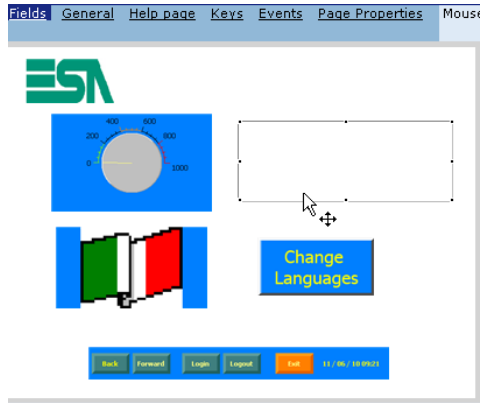 Fields General Help page Keys Events Page Properties Mouse
ESA
400 600
200 800
0 1000
Change
Languages
Back Forward Login Logout Exit 11/06/10 09:21